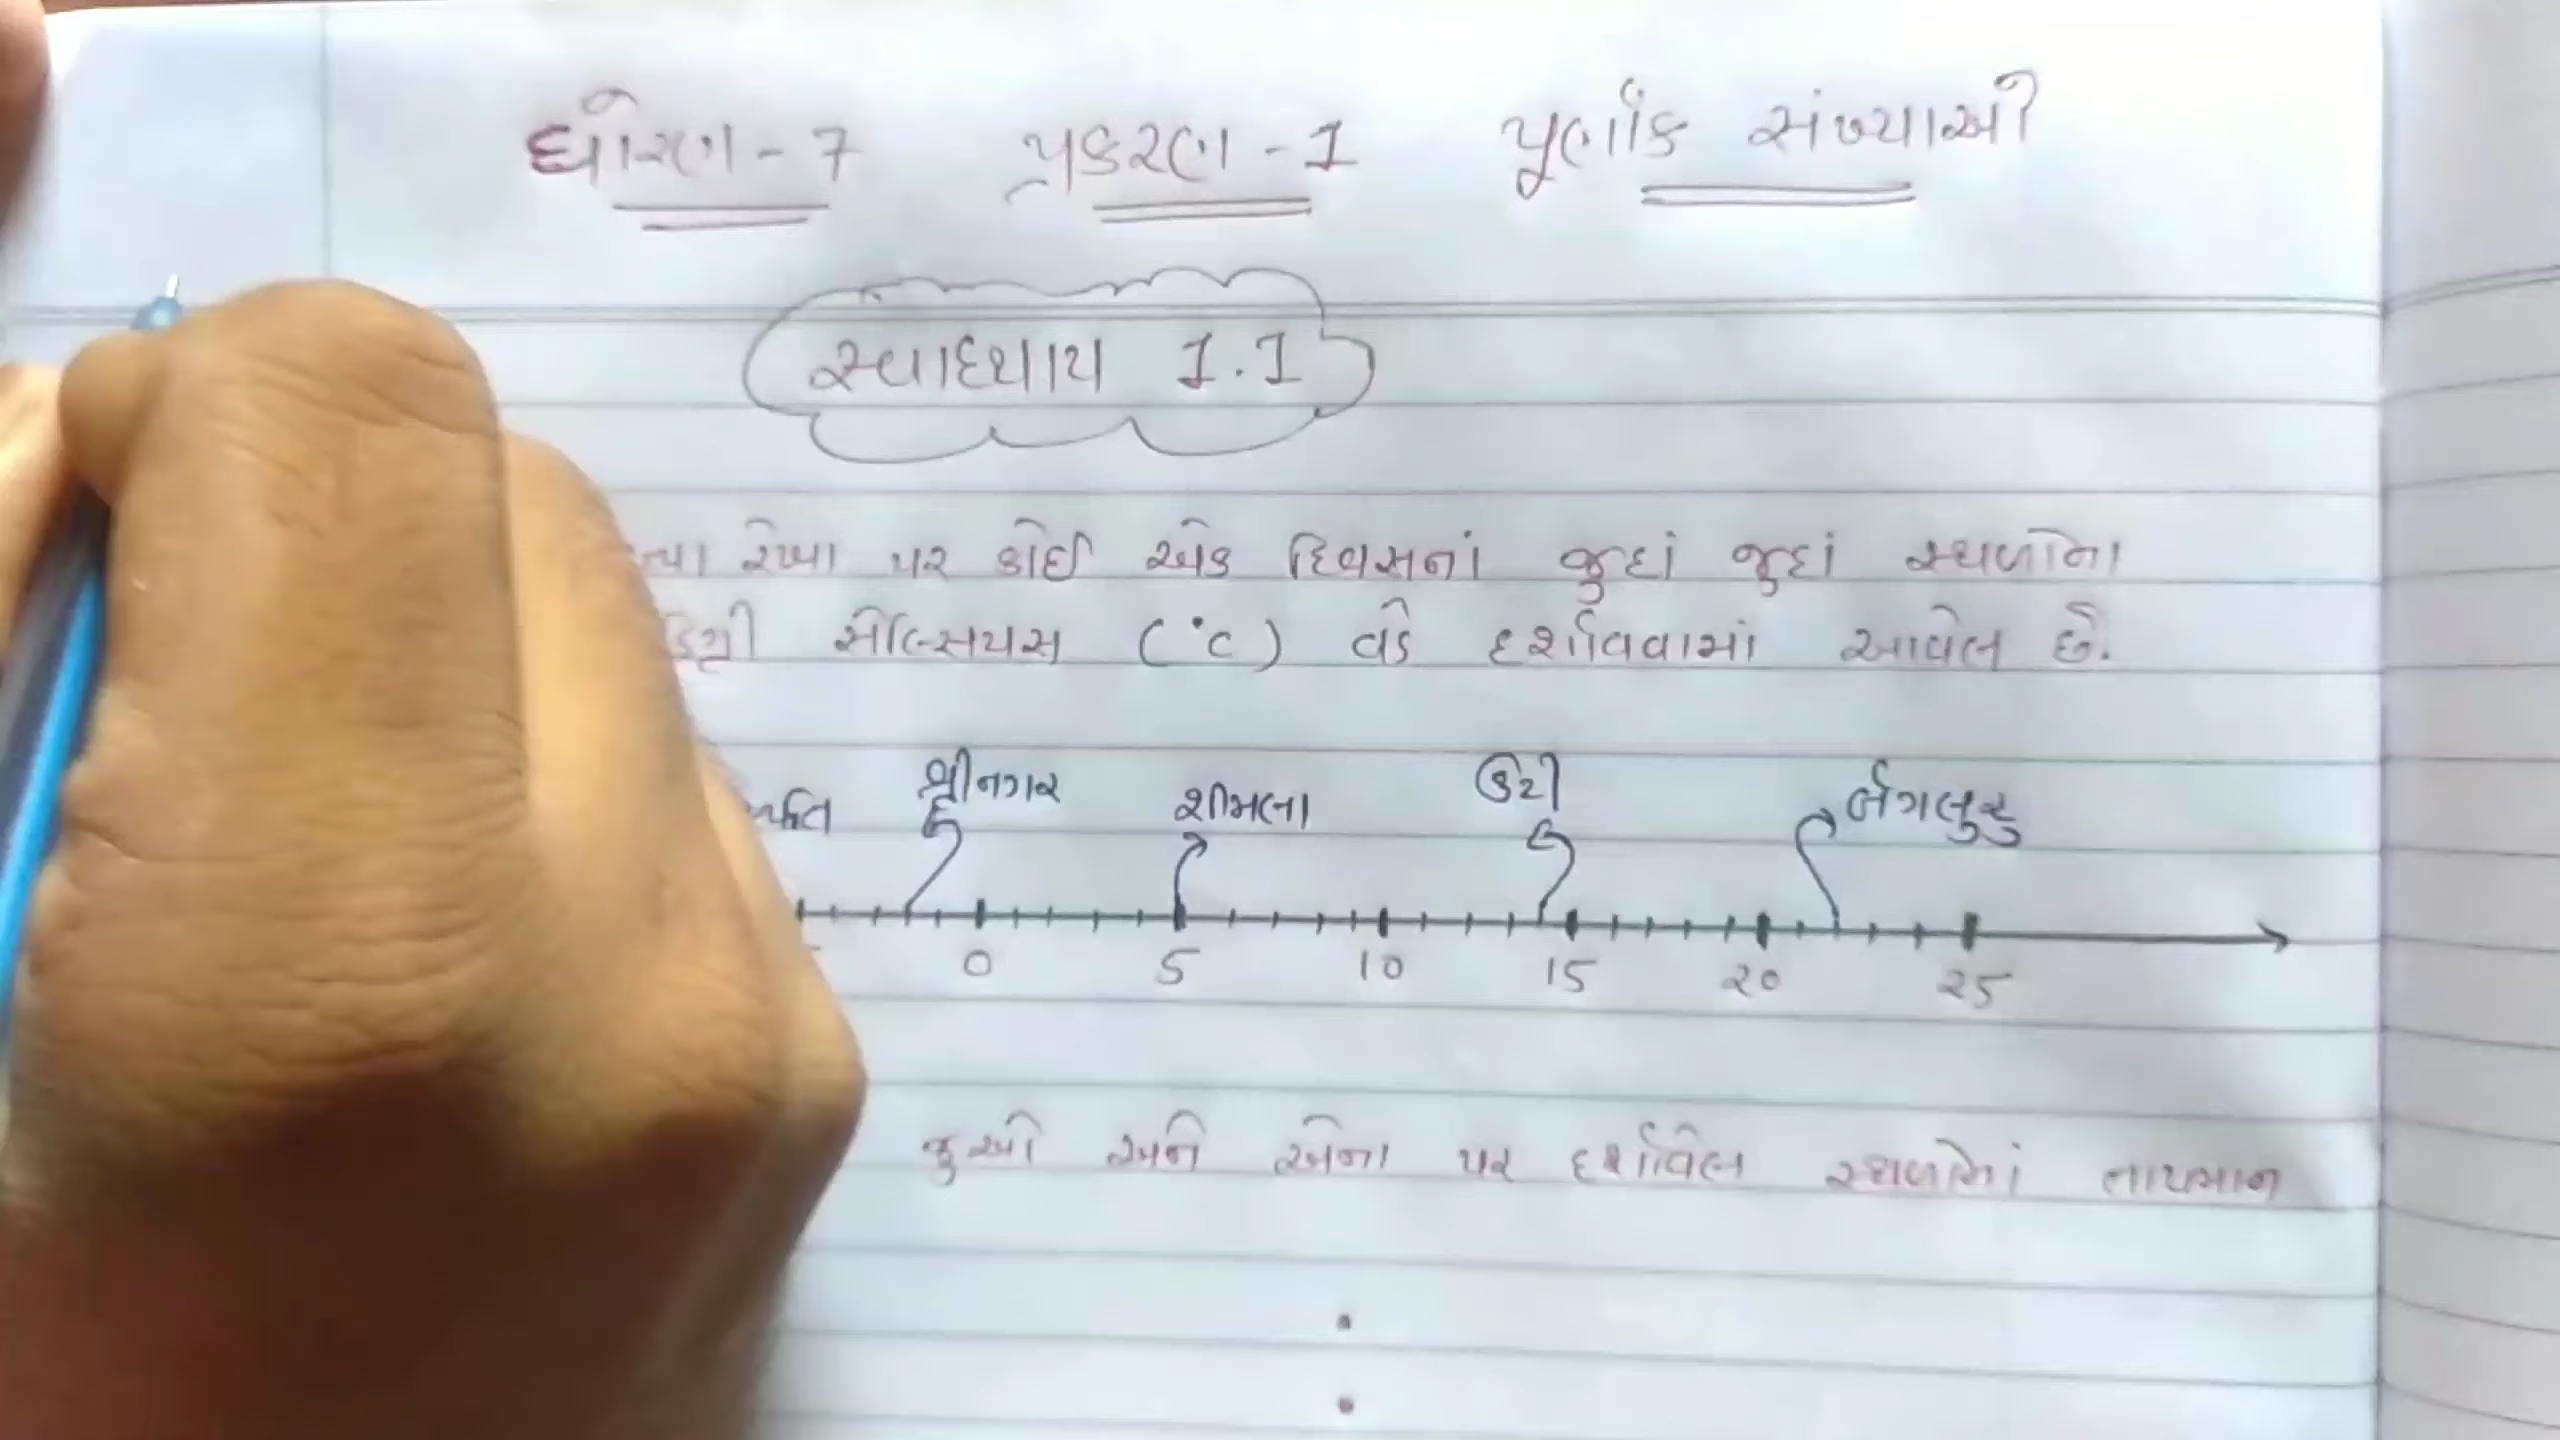 ધોરણ - 7 પ્રકરણ - 1 પૂર્ણાંક સંખ્યાઓ
સ્વાધ્યાય 1.1
રેખા પર કોઈ એક દિવસનાં જુદાં જુદાં સ્થળોના
ડિગ્રી સેલ્સિયસ (°c) વડે દર્શાવવામાં આવેલ છે.
શ્રીનગર શીમલા ઉટી બેંગલુરુ
0 5 10 15 20 25
જુઓ અને એના પર દર્શાવેલ સ્થળોનાં તાપમાન